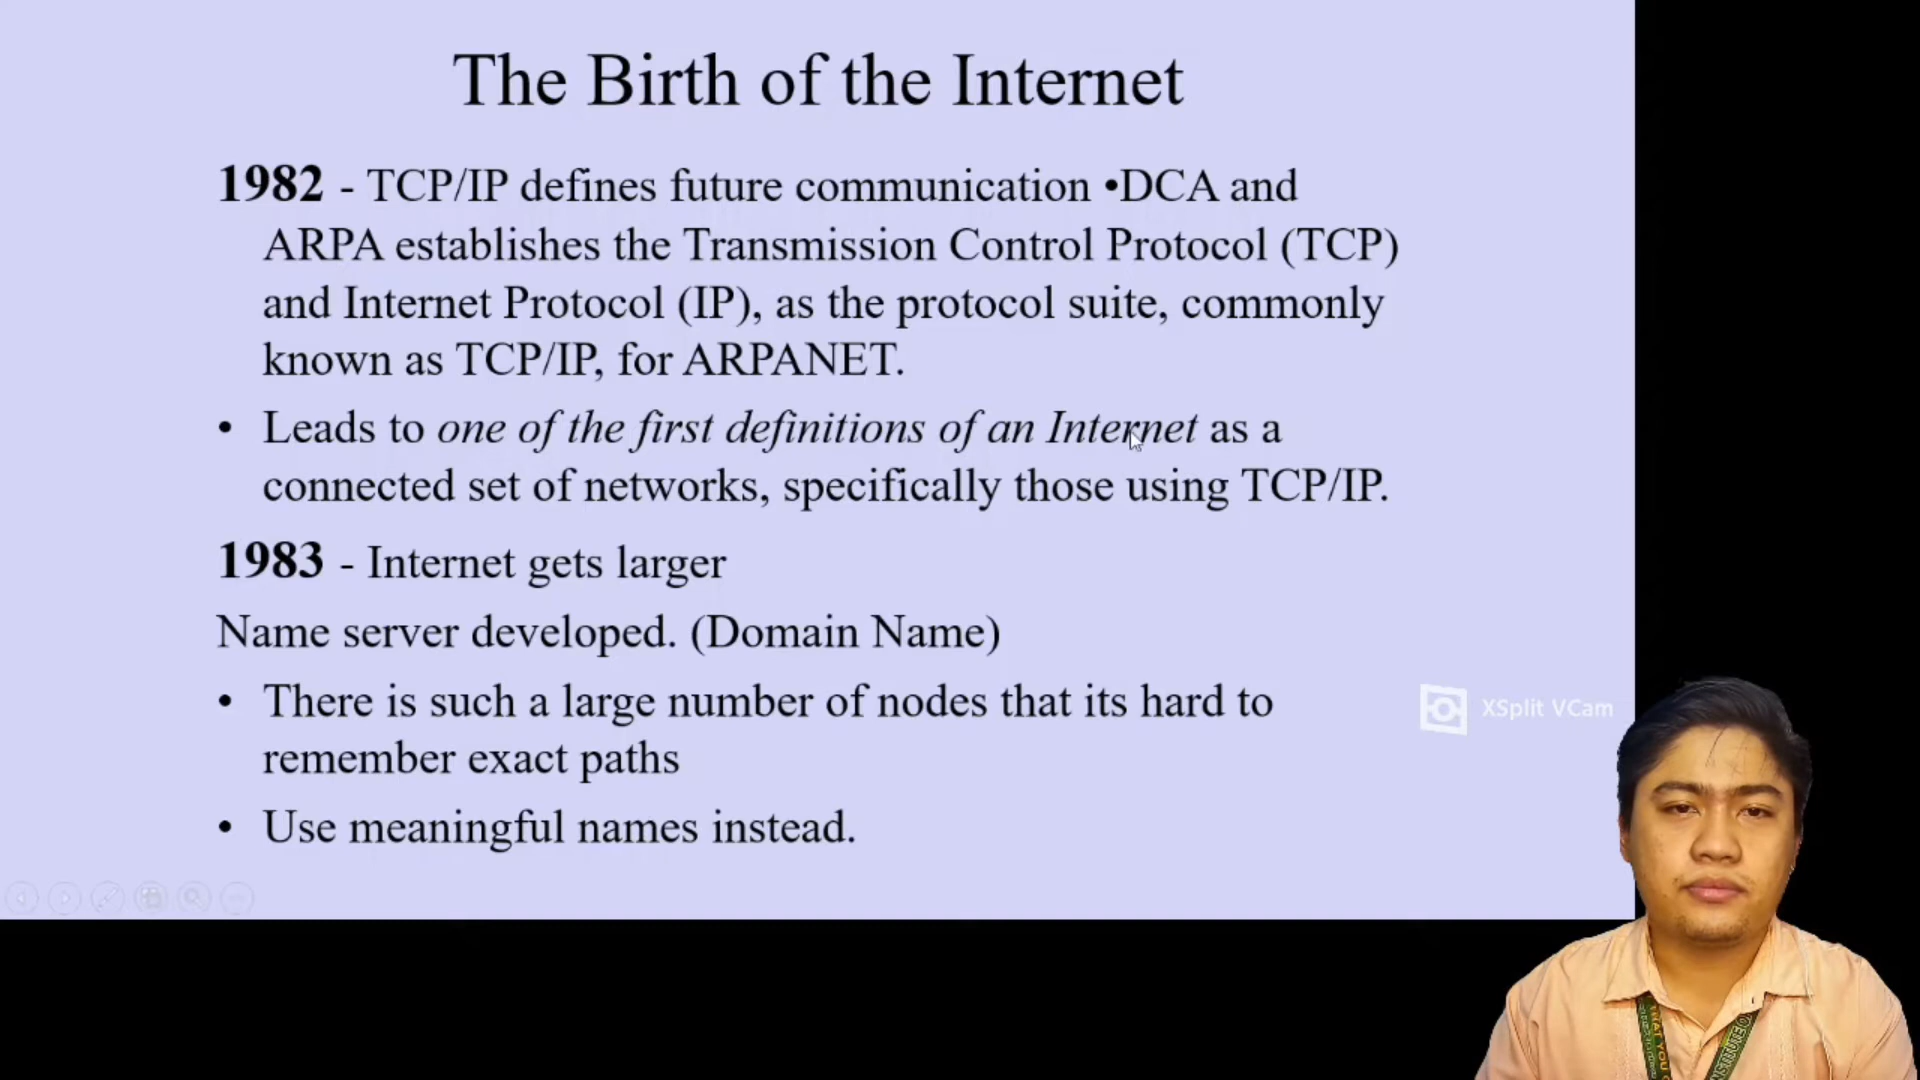 The Birth of the Internet
1982 - TCP/IP defines future communication •DCA and
ARPA establishes the Transmission Control Protocol (TCP)
and Internet Protocol (IP), as the protocol suite, commonly
known as TCP/IP, for ARPANET.
• Leads to one of the first definitions of an Internet as a
connected set of networks, specifically those using TCP/IP.
1983 - Internet gets larger
Name server developed. (Domain Name)
• There is such a large number of nodes that its hard to
remember exact paths
• Use meaningful names instead.
XSplit VCam